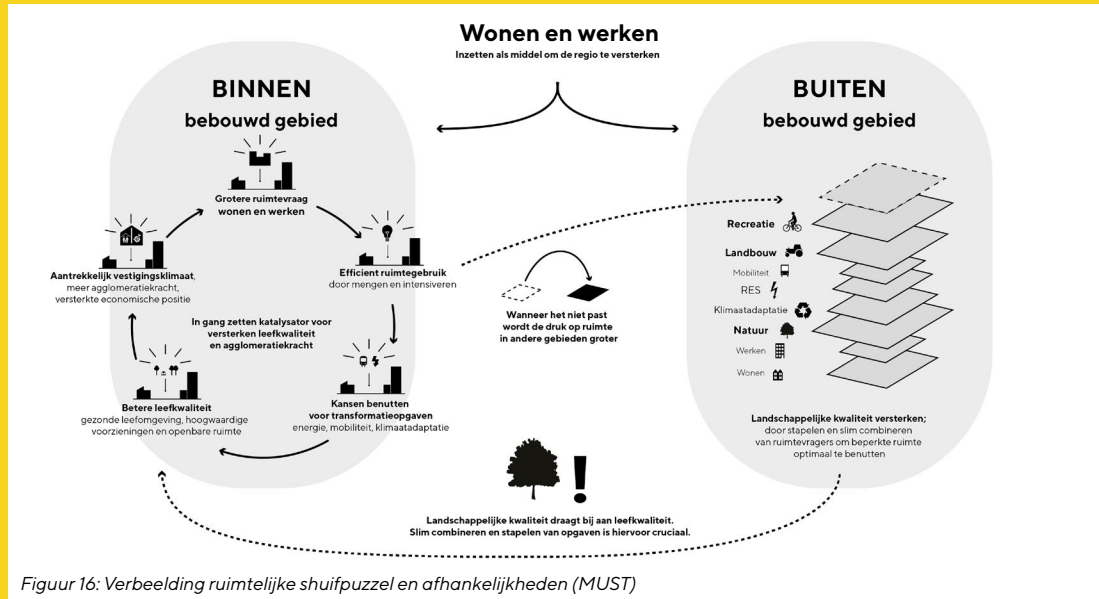 Wonen en werken
Inzetten als middel om de regio te versterken
BINNEN
bebouwd gebied
Grotere ruimtevraag
wonen en werken
Efficient ruimtegebruik
door mengen en intensiveren
Kansen benutten
voor transformatieopgaven
energie, mobiliteit, klimaatadaptatie
Betere leefkwaliteit
gezonde leefomgeving, hoogwaardige
voorzieningen en openbare ruimte
Aantrekkelijk vestigingsklimaat,
meer agglomeratiekracht,
versterkte economische positie
In gang zetten katalysator voor
versterken leefkwaliteit
en agglomeratiekracht
Wanneer het niet past
wordt de druk op ruimte
in andere gebieden groter
BUITEN
bebouwd gebied
Recreatie
Landbouw
Mobiliteit
RES
Klimaatadaptatie
Natuur
Werken
Wonen
Landschappelijke kwaliteit versterken;
door stapelen en slim combineren
van ruimtevragers om beperkte ruimte
optimaal te benutten
!
Landschappelijke kwaliteit draagt bij aan leefkwaliteit.
Slim combineren en stapelen van opgaven is hiervoor cruciaal.
Figuur 16: Verbeelding ruimtelijke shuifpuzzel en afhankelijkheden (MUST)